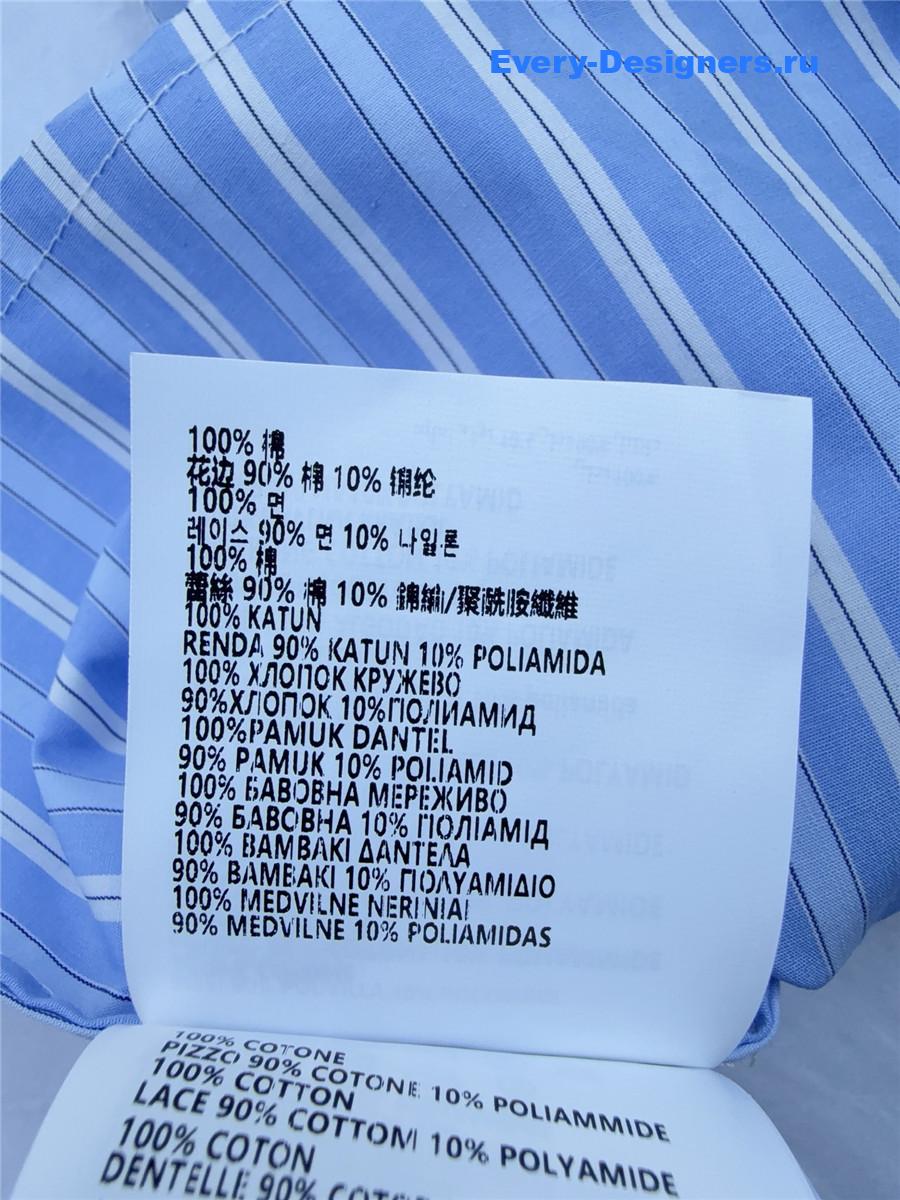 Every-Designers.ru
100% 棉
花边 90% 棉 10% 锦纶
100% 면
레이스 90% 면 10% 나일론
100% 棉
蕾絲 90% 棉 10% 錦綸/聚酰胺纖維
100% KATUN
RENDA 90% KATUN 10% POLIAMIDA
100% ХЛОПОК КРУЖЕВО
90%ХЛОПОК 10%ПОЛИАМИД
100%PAMUK DANTEL
90% PAMUK 10% POLIAMID
100% БАВОВНА МЕРЕЖИВО
90% БАВОВНА 10% ПОЛІАМІД
100% ΒΑΜΒΑΚΙ ΔΑΝΤΕΛΑ
90% ΒΑΜΒΑΚΙ 10% ΠΟΛΥΑΜΙΔΙΟ
100% MEDVILNE NERINIAI
90% MEDVILNE 10% POLIAMIDAS
100% COTONE
PIZZO 90% COTONE 10% POLIAMMIDE
100% COTTON
LACE 90% COTTON 10% POLYAMIDE
100% COTON
DENTELLE 90%